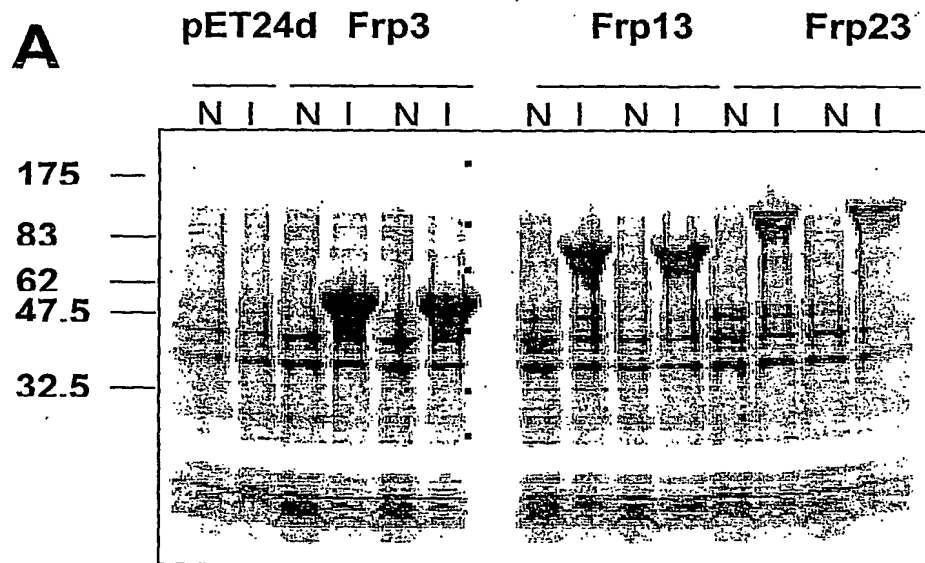 A
pET24d Frp3 Frp13 Frp23
N I N I N I N I N I N I N I
175
83
62
47.5
32.5